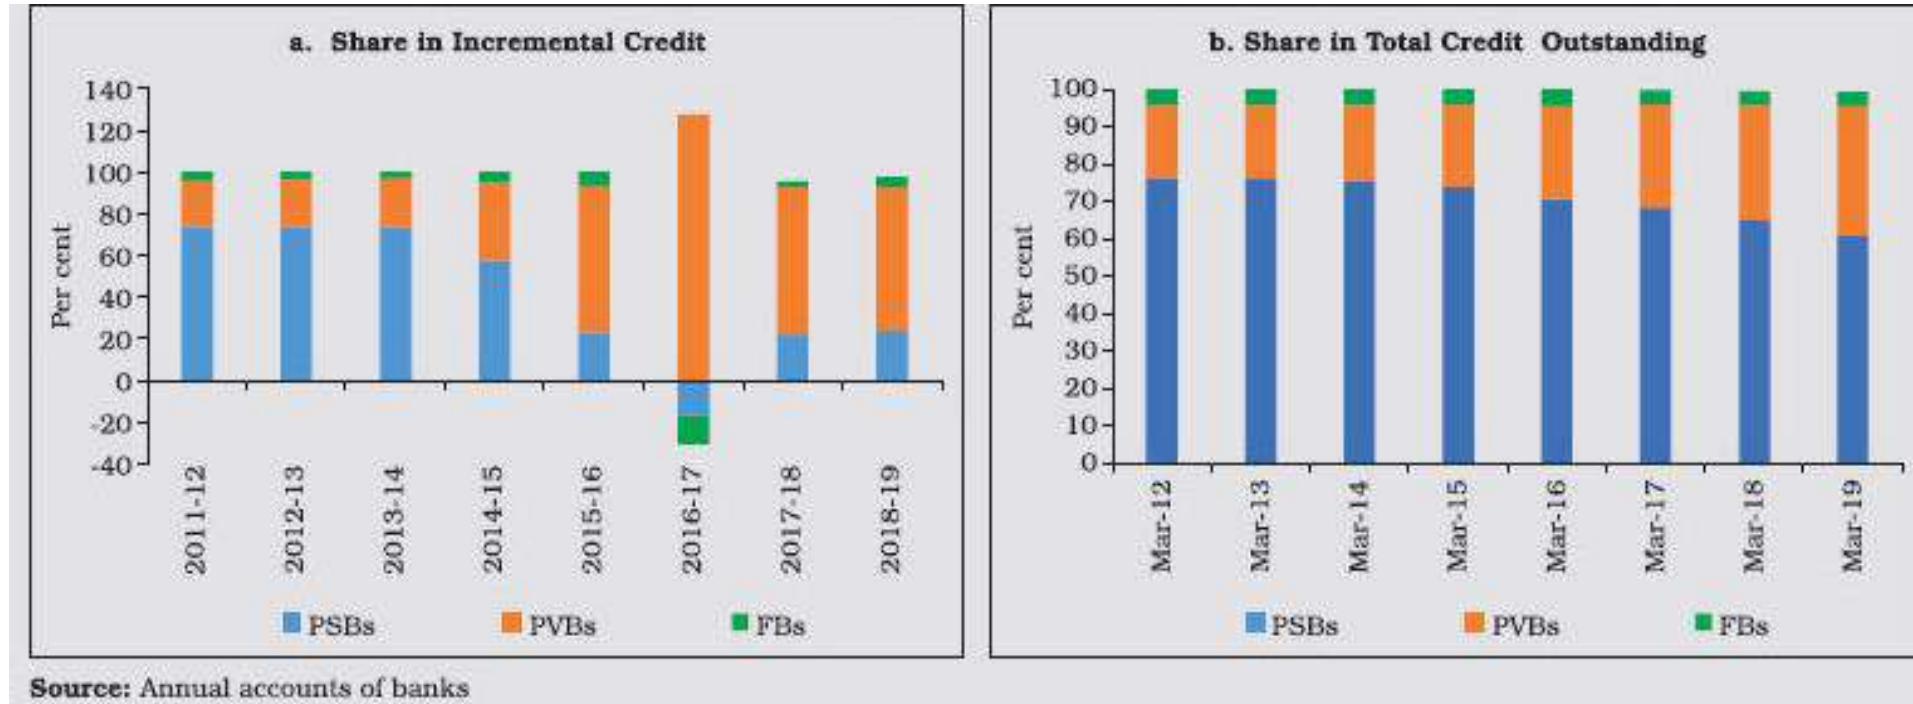 a. Share in Incremental Credit
Per cent
140
120
100
80
60
40
20
0
-20
-40
2011-12
2012-13
2013-14
2014-15
2015-16
2016-17
2017-18
2018-19
PSBs PVBs FBs
b. Share in Total Credit Outstanding
Per cent
100
90
80
70
60
50
40
30
20
10
0
Mar-12
Mar-13
Mar-14
Mar-15
Mar-16
Mar-17
Mar-18
Mar-19
PSBs PVBs FBs
Source: Annual accounts of banks